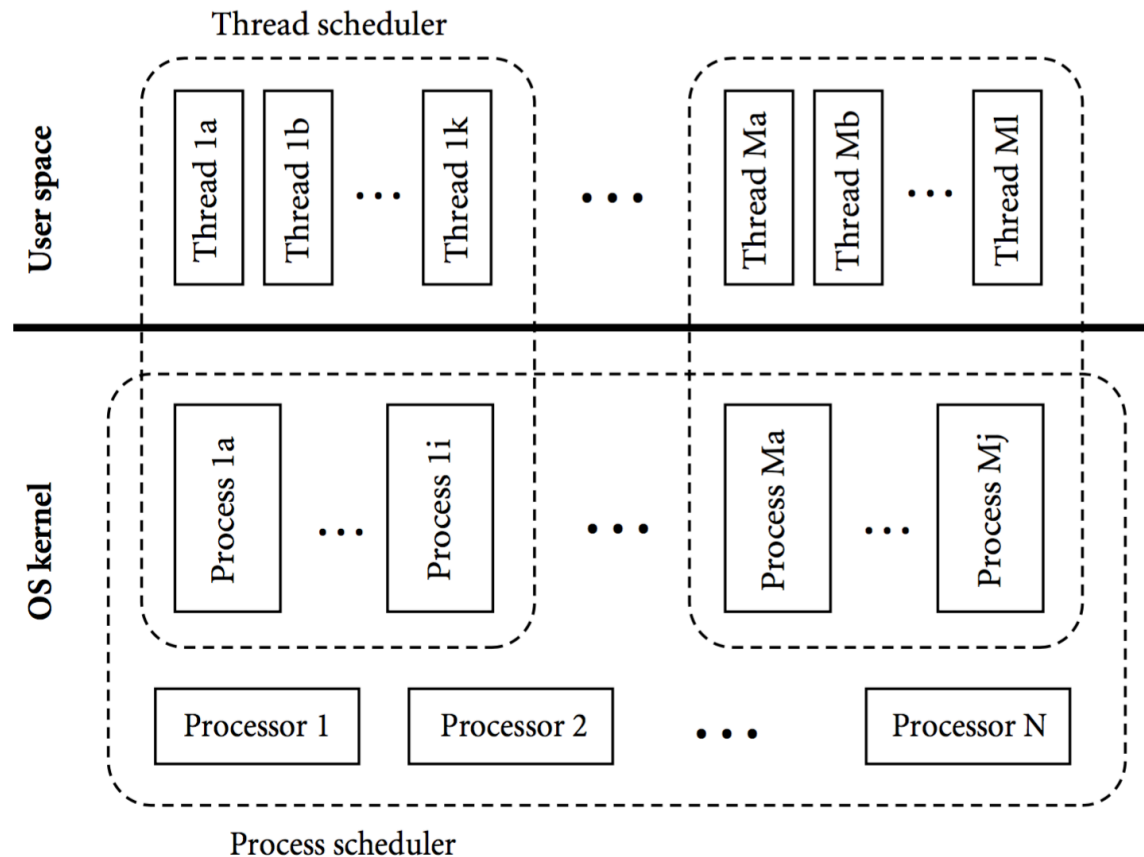 Thread scheduler
User space
Thread 1a
Thread 1b
...
Thread 1k
...
Thread Ma
Thread Mb
...
Thread Ml
OS kernel
Process 1a
...
Process 1i
...
Process Ma
...
Process Mj
Processor 1
Processor 2
...
Processor N
Process scheduler